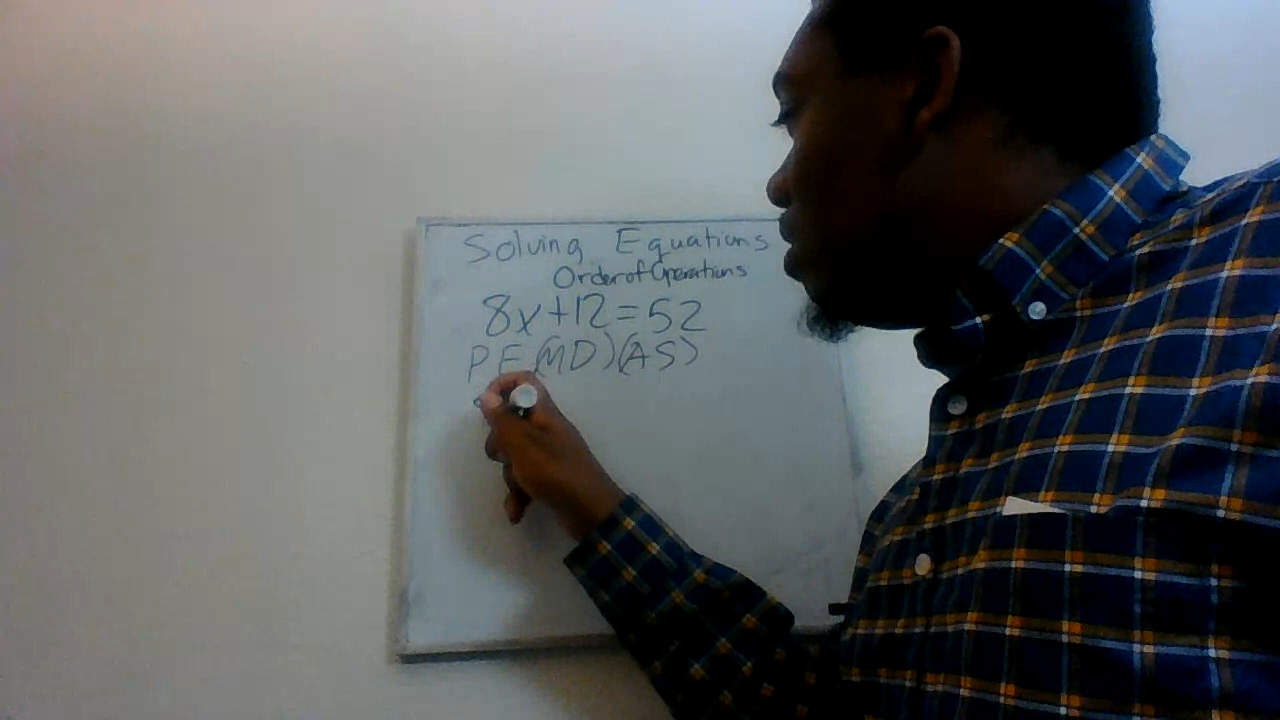 Solving Equations
Order of Operations
8x+12=52
PE(MD)(AS)